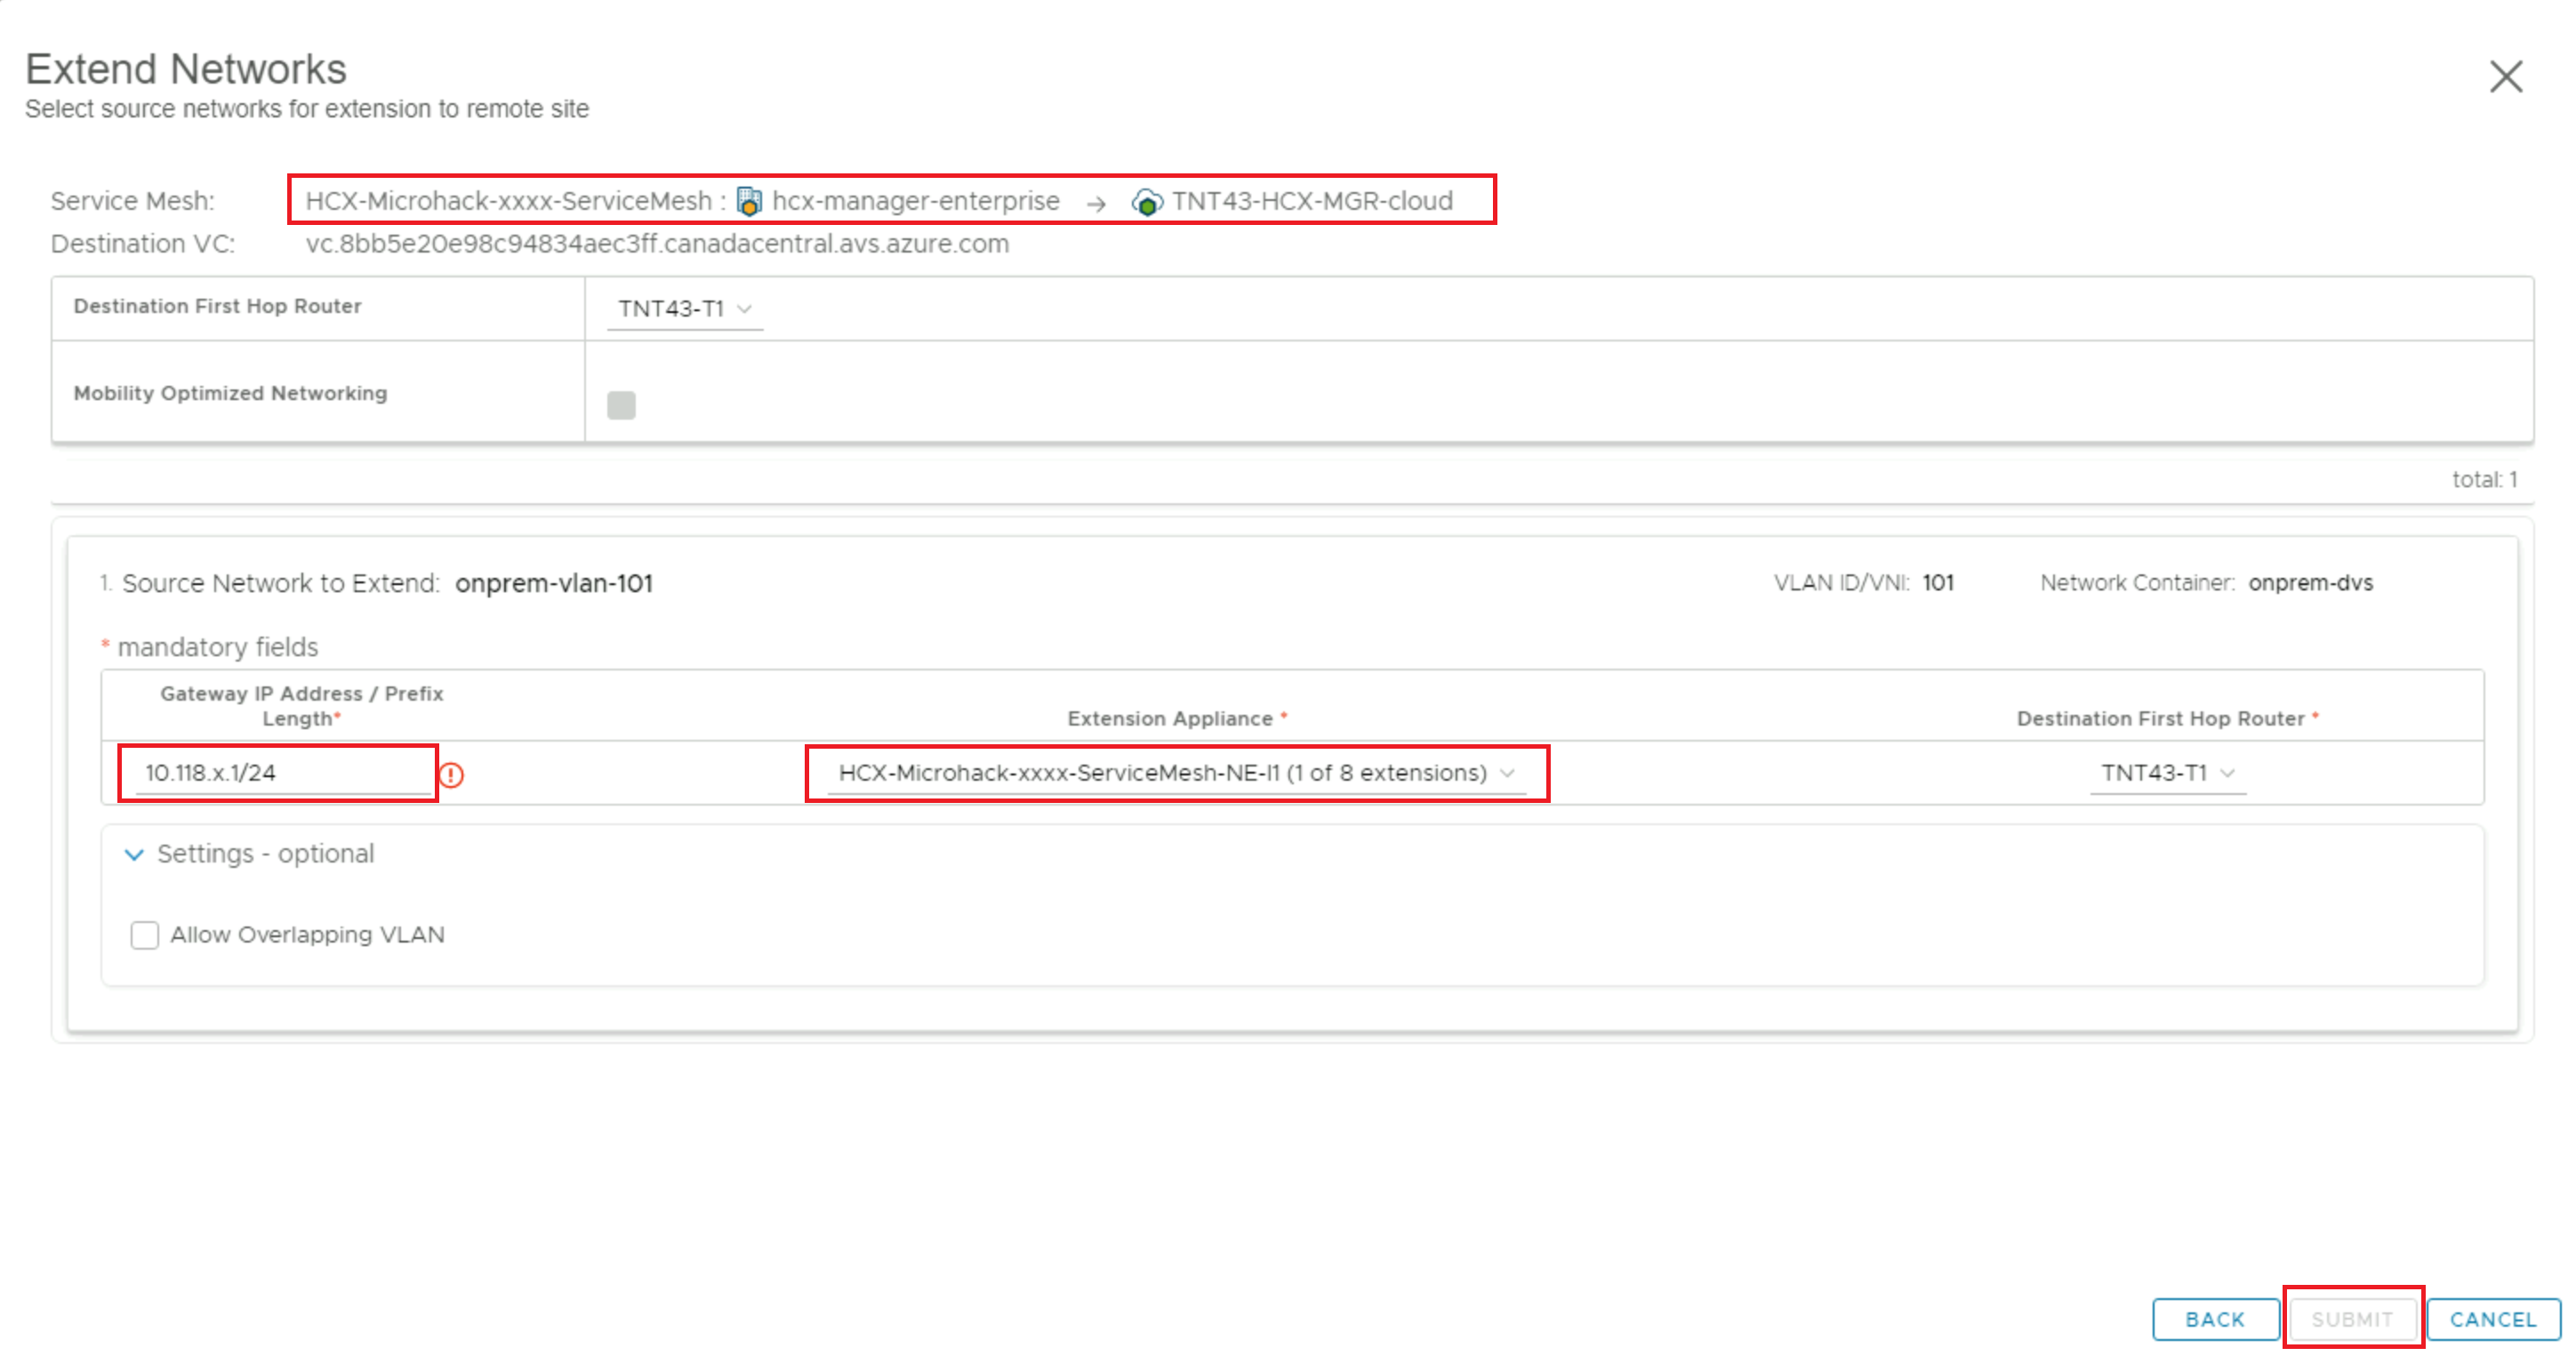 Extend Networks
Select source networks for extension to remote site
Service Mesh: HCX-Microhack-xxxx-ServiceMesh : hcx-manager-enterprise → TNT43-HCX-MGR-cloud
Destination VC: vc.8bb5e20e98c94834aec3ff.canadacentral.avs.azure.com
Destination First Hop Router TNT43-T1
Mobility Optimized Networking
total: 1
1. Source Network to Extend: onprem-vlan-101 VLAN ID/VNI: 101 Network Container: onprem-dvs
* mandatory fields
Gateway IP Address / Prefix
Length* Extension Appliance * Destination First Hop Router *
10.118.x.1/24 HCX-Microhack-xxxx-ServiceMesh-NE-I1 (1 of 8 extensions) TNT43-T1
Settings - optional
Allow Overlapping VLAN
BACK SUBMIT CANCEL